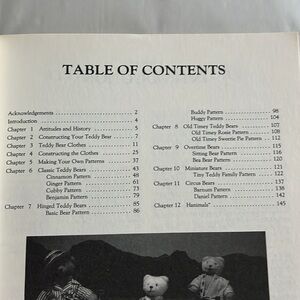 TABLE OF CONTENTS
Acknowledgements 2
Introduction 4
Chapter 1 Attitudes and History 5
Chapter 2 Constructing Your Teddy Bear 7
Chapter 3 Teddy Bear Clothes 11
Chapter 4 Constructing the Clothes 25
Chapter 5 Making Your Own Patterns 37
Chapter 6 Classic Teddy Bears 45
Cinnamon Pattern 48
Ginger Pattern 61
Cubby Pattern 73
Benjamin Pattern 79
Chapter 7 Hinged Teddy Bears 85
Basic Bear Pattern 86
Buddy Pattern 98
Huggy Pattern 104
Chapter 8 Old Timey Teddy Bears 107
Old Timey Rosie Pattern 108
Old Timey Sweetie Pie Pattern 112
Chapter 9 Overtime Bears 115
Sitting Bear Pattern 116
Bea Bear Pattern 120
Chapter 10 Miniature Bears 121
Tiny Teddy Family Pattern 122
Chapter 11 Circus Bears 137
Barnum Pattern 138
Daniel Pattern 142
Chapter 12 Hanimals™ 145